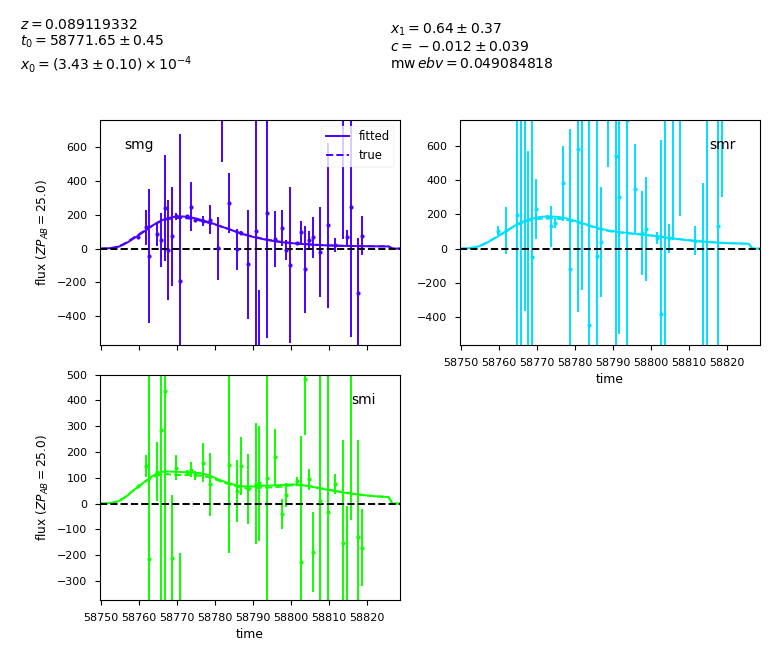 z = 0.089119332
t₀ = 58771.65 ± 0.45
x₀ = (3.43 ± 0.10) × 10⁻⁴
x₁ = 0.64 ± 0.37
c = −0.012 ± 0.039
mw ebv = 0.049084818
smg
fitted
true
600
400
200
0
−200
−400
flux (ZP_AB = 25.0)
smr
600
400
200
0
−200
−400
58750 58760 58770 58780 58790 58800 58810 58820
time
smi
500
400
300
200
100
0
−100
−200
−300
flux (ZP_AB = 25.0)
58750 58760 58770 58780 58790 58800 58810 58820
time